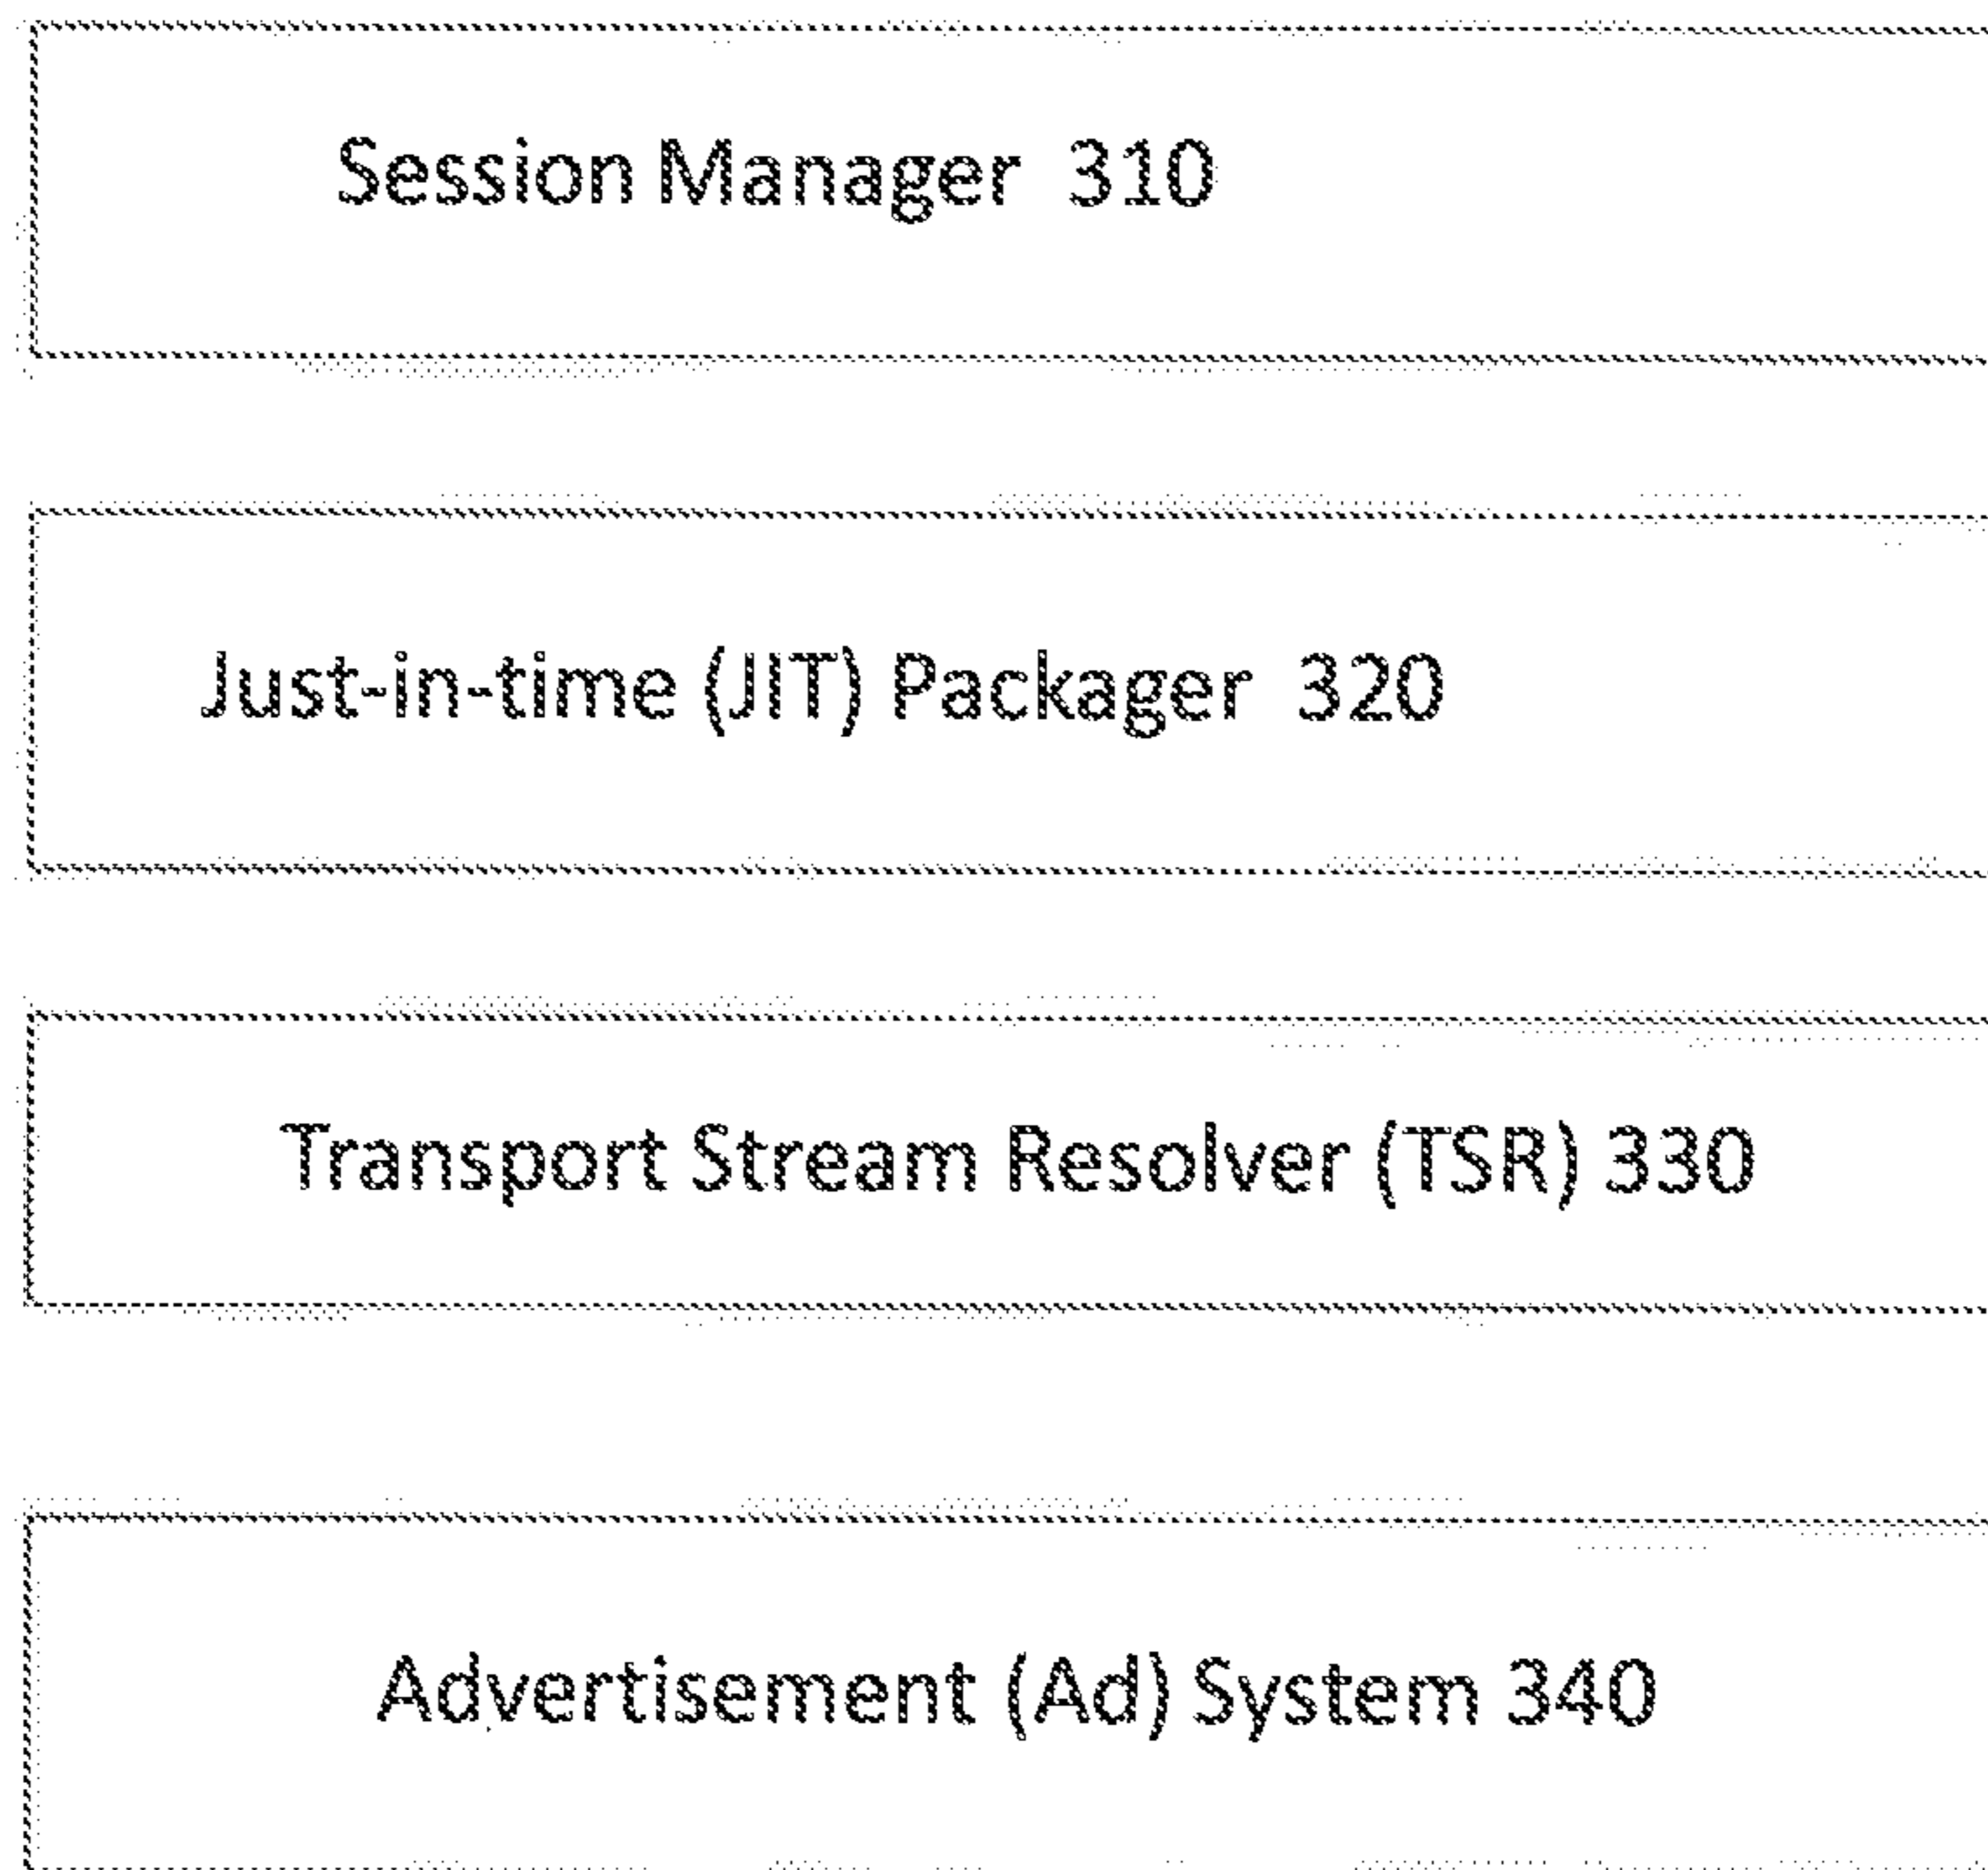 Session Manager 310
Just-in-time (JIT) Packager 320
Transport Stream Resolver (TSR) 330
Advertisement (Ad) System 340